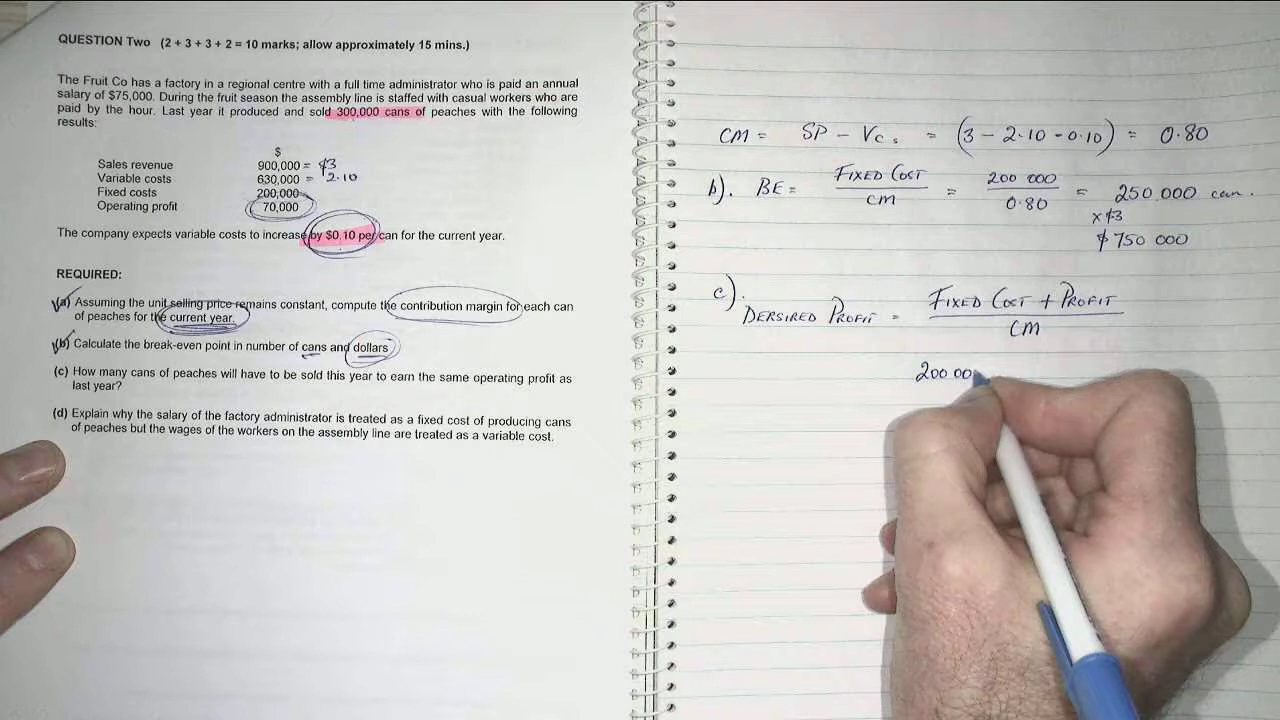 QUESTION Two (2 + 3 + 3 + 2 = 10 marks; allow approximately 15 mins.)
The Fruit Co has a factory in a regional centre with a full time administrator who is paid an annual
salary of $75,000. During the fruit season the assembly line is staffed with casual workers who are
paid by the hour. Last year it produced and sold 300,000 cans of peaches with the following
results:
$
Sales revenue 900,000 = $3
Variable costs 630,000 = 2.10
Fixed costs 200,000
Operating profit 70,000
The company expects variable costs to increase by $0.10 per can for the current year.
REQUIRED:
(a) Assuming the unit selling price remains constant, compute the contribution margin for each can
of peaches for the current year.
(b) Calculate the break-even point in number of cans and dollars
(c) How many cans of peaches will have to be sold this year to earn the same operating profit as
last year?
(d) Explain why the salary of the factory administrator is treated as a fixed cost of producing cans
of peaches but the wages of the workers on the assembly line are treated as a variable cost.
CM = SP - Vc. = (3 - 2.10 - 0.10) = 0.80
b). BE = FIXED COST / CM = 200 000 / 0.80 = 250,000 can.
x $3
$750 000
c). DERSIRED PROFIT = FIXED COST + PROFIT / CM
200 00